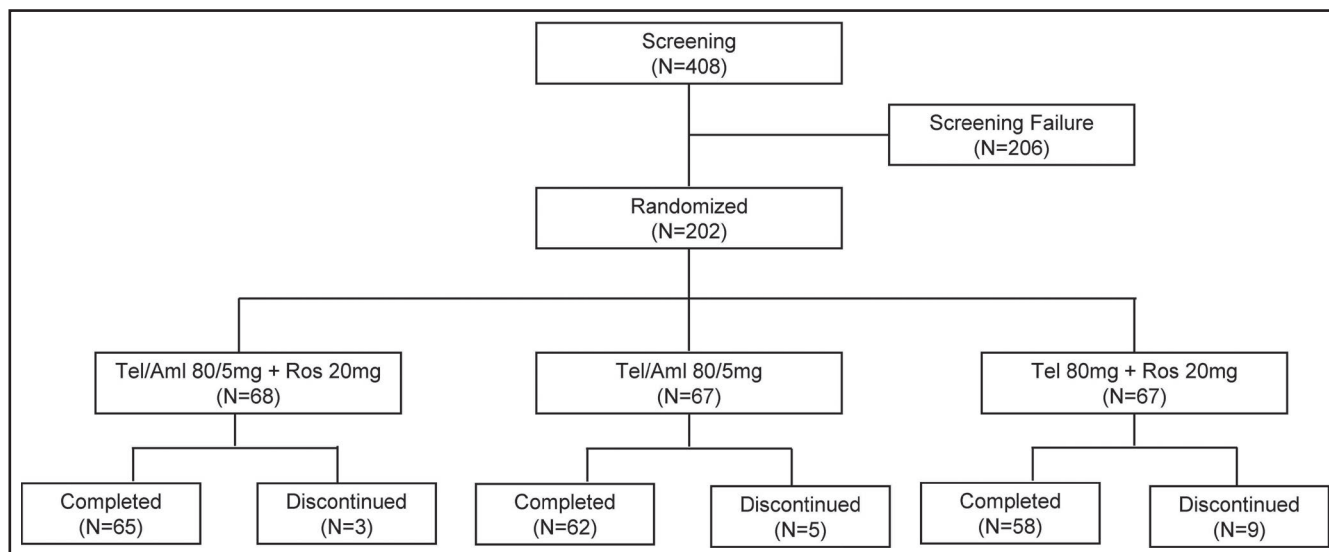 Screening
(N=408)
Screening Failure
(N=206)
Randomized
(N=202)
Tel/Aml 80/5mg + Ros 20mg
(N=68)
Tel/Aml 80/5mg
(N=67)
Tel 80mg + Ros 20mg
(N=67)
Completed
(N=65)
Discontinued
(N=3)
Completed
(N=62)
Discontinued
(N=5)
Completed
(N=58)
Discontinued
(N=9)